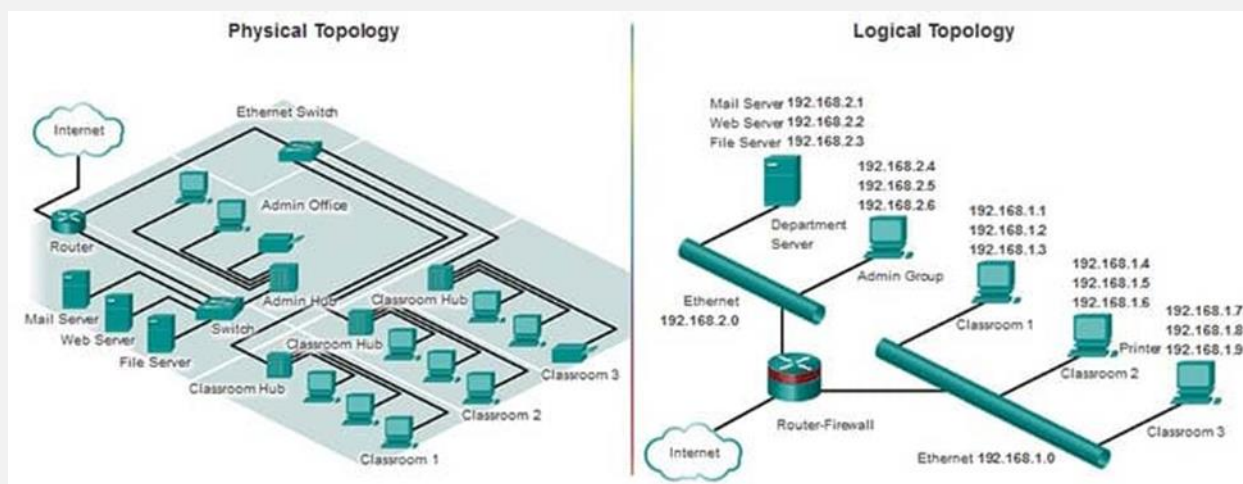 Physical Topology
Ethernet Switch
Internet
Admin Office
Router
Mail Server
Web Server
File Server
Switch
Admin Hub
Classroom Hub
Classroom Hub
Classroom Hub
Classroom 3
Classroom 2
Classroom 1
Logical Topology
Mail Server 192.168.2.1
Web Server 192.168.2.2
File Server 192.168.2.3
Department
Server
192.168.2.4
192.168.2.5
192.168.2.6
Admin Group
Ethernet
192.168.2.0
192.168.1.1
192.168.1.2
192.168.1.3
Classroom 1
192.168.1.4
192.168.1.5
192.168.1.6
Classroom 2
192.168.1.7
192.168.1.8
Printer 192.168.1.9
Classroom 3
Router-Firewall
Internet
Ethernet 192.168.1.0